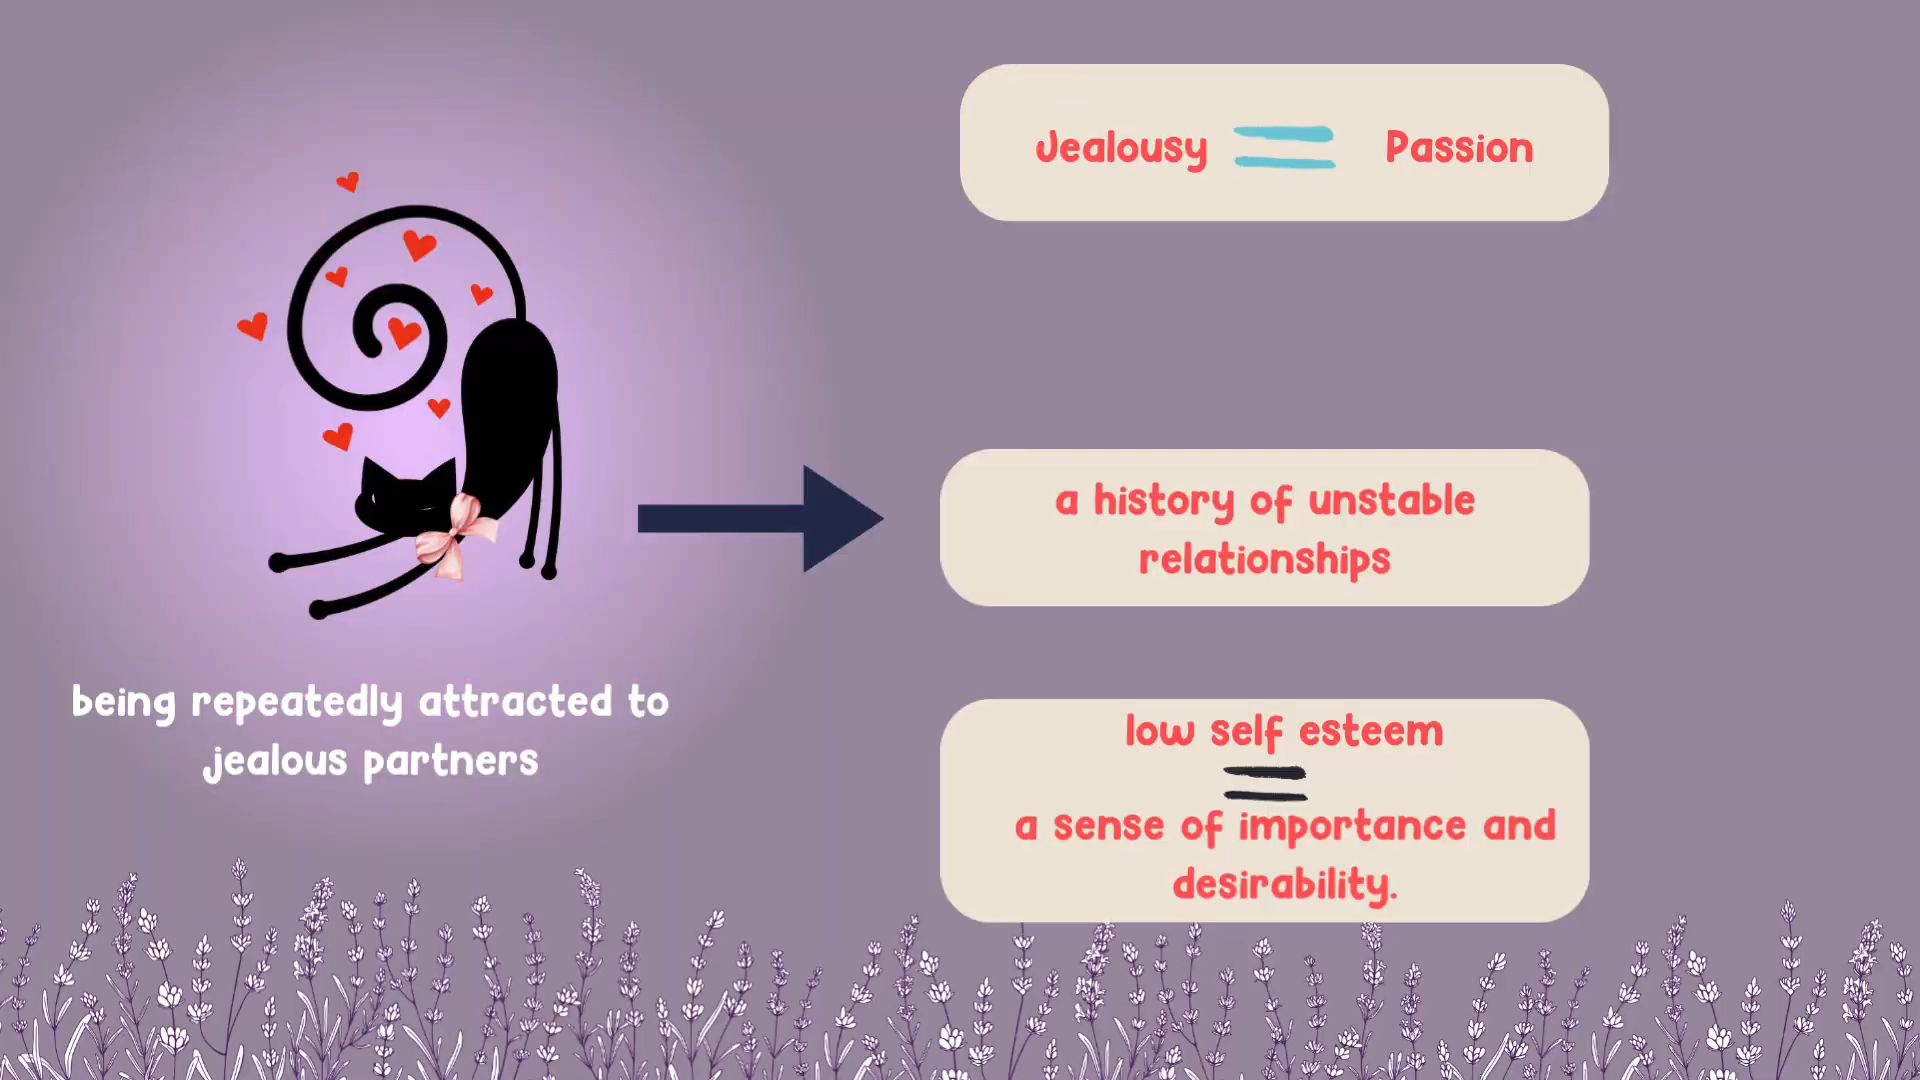 Jealousy = Passion
a history of unstable
relationships
low self esteem
=
a sense of importance and
desirability.
being repeatedly attracted to
jealous partners